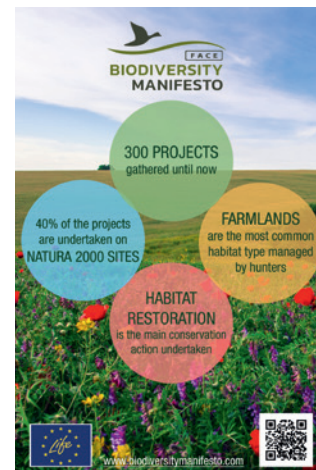 FACE
BIODIVERSITY
MANIFESTO
300 PROJECTS
gathered until now
40% of the projects
are undertaken on
NATURA 2000 SITES
FARMLANDS
are the most common
habitat type managed
by hunters
HABITAT
RESTORATION
is the main conservation
action undertaken
Life
www.biodiversitymanifesto.com